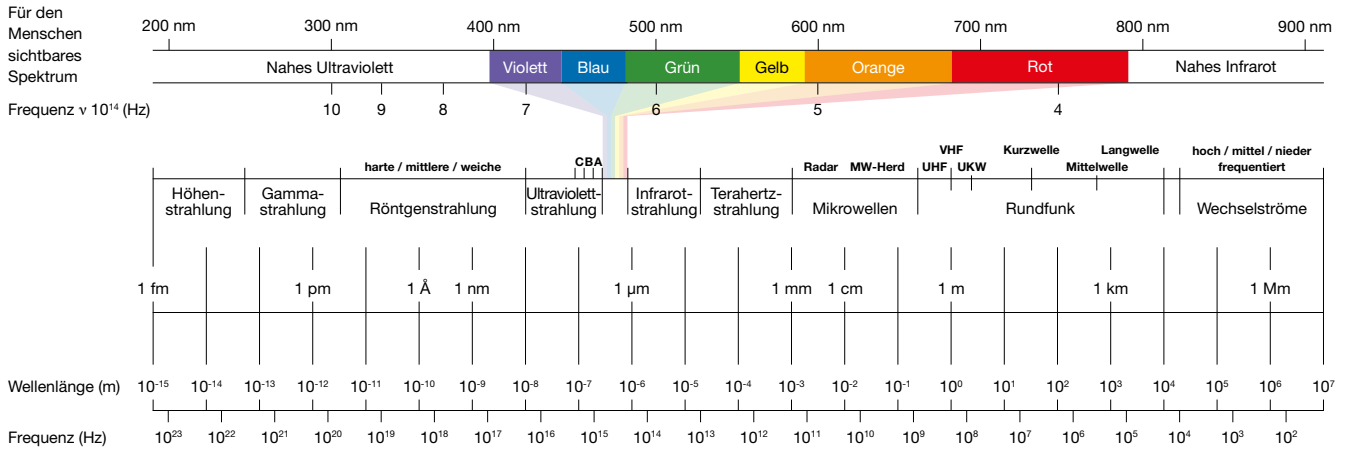 Für den
Menschen
sichtbares
Spektrum
200 nm 300 nm 400 nm 500 nm 600 nm 700 nm 800 nm 900 nm
Nahes Ultraviolett Violett Blau Grün Gelb Orange Rot Nahes Infrarot
Frequenz ν 10¹⁴ (Hz) 10 9 8 7 6 5 4
harte / mittlere / weiche C B A Radar MW-Herd UHF VHF UKW Kurzwelle Mittelwelle Langwelle hoch / mittel / nieder
frequentiert
Höhen-
strahlung
Gamma-
strahlung
Röntgenstrahlung
Ultraviolett-
strahlung
Infrarot-
strahlung
Terahertz-
strahlung
Mikrowellen
Rundfunk
Wechselströme
1 fm 1 pm 1 Å 1 nm 1 µm 1 mm 1 cm 1 m 1 km 1 Mm
Wellenlänge (m) 10⁻¹⁵ 10⁻¹⁴ 10⁻¹³ 10⁻¹² 10⁻¹¹ 10⁻¹⁰ 10⁻⁹ 10⁻⁸ 10⁻⁷ 10⁻⁶ 10⁻⁵ 10⁻⁴ 10⁻³ 10⁻² 10⁻¹ 10⁰ 10¹ 10² 10³ 10⁴ 10⁵ 10⁶ 10⁷
Frequenz (Hz) 10²³ 10²² 10²¹ 10²⁰ 10¹⁹ 10¹⁸ 10¹⁷ 10¹⁶ 10¹⁵ 10¹⁴ 10¹³ 10¹² 10¹¹ 10¹⁰ 10⁹ 10⁸ 10⁷ 10⁶ 10⁵ 10⁴ 10³ 10²